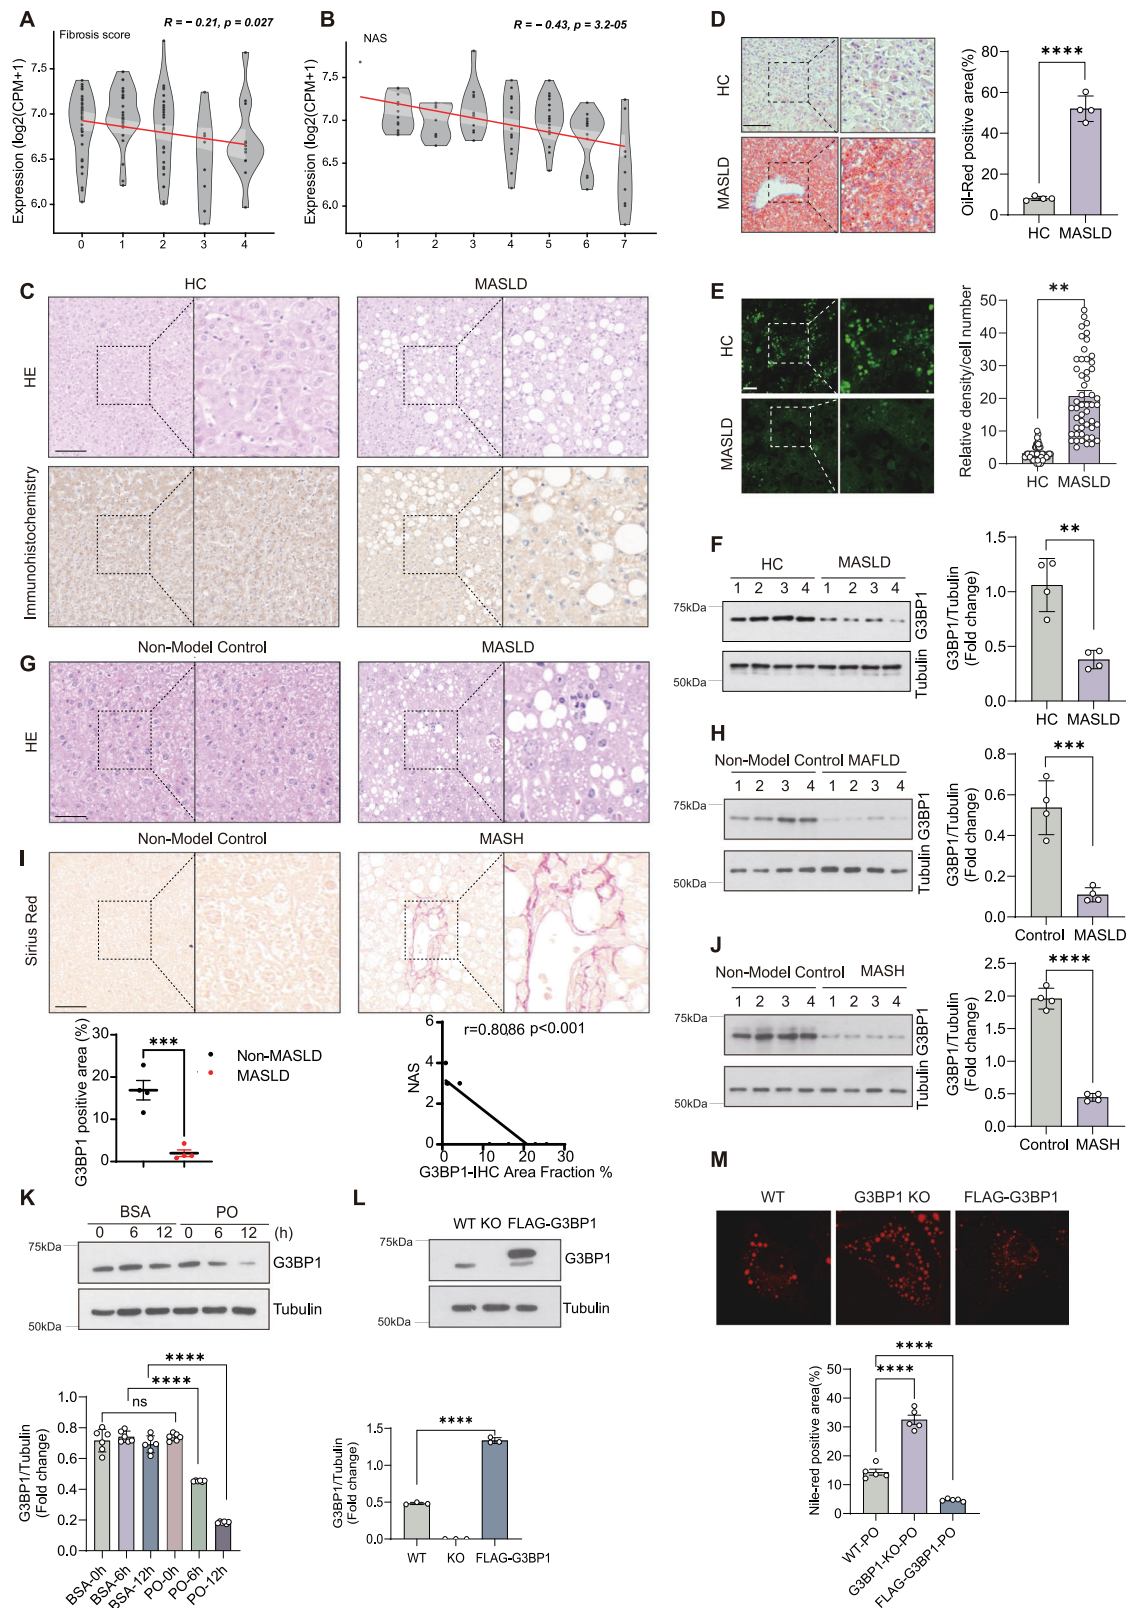 A
R = − 0.21, p = 0.027
Fibrosis score
Expression (log2(CPM+1)
7.5
7.0
6.5
6.0
0 1 2 3 4
B
R = − 0.43, p = 3.2-05
NAS
Expression (log2(CPM+1)
7.5
7.0
6.5
6.0
0 1 2 3 4 5 6 7
C
HC MASLD
HE
Immunohistochemistry
D
HC
MASLD
Oil-Red positive area(%)
80
60
40
20
0
****
HC MASLD
E
HC
MASLD
Relative density/cell number
50
40
30
20
10
0
**
HC MASLD
F
HC MASLD
1 2 3 4 1 2 3 4
75kDa
50kDa
G3BP1
Tubulin
G3BP1/Tubulin
(Fold change)
1.5
1.0
0.5
0.0
**
HC MASLD
G
Non-Model Control MASLD
HE
H
Non-Model Control MAFLD
1 2 3 4 1 2 3 4
75kDa
50kDa
G3BP1
Tubulin
G3BP1/Tubulin
(Fold change)
0.8
0.6
0.4
0.2
0.0
***
Control MASLD
I
Non-Model Control MASH
Sirius Red
G3BP1 positive area (%)
30
20
10
0
***
Non-MASLD
MASLD
r=0.8086 p<0.001
NAS
6
4
2
0
0 10 20 30
G3BP1-IHC Area Fraction %
J
Non-Model Control MASH
1 2 3 4 1 2 3 4
75kDa
50kDa
G3BP1
Tubulin
G3BP1/Tubulin
(Fold change)
2.5
2.0
1.5
1.0
0.5
0.0
****
Control MASH
K
BSA PO
0 6 12 0 6 12 (h)
75kDa
G3BP1
Tubulin
50kDa
G3BP1/Tubulin
(Fold change)
1.0
0.8
0.6
0.4
0.2
0.0
****
****
ns
BSA-0h
BSA-6h
BSA-12h
PO-0h
PO-6h
PO-12h
L
WT KO FLAG-G3BP1
75kDa
G3BP1
Tubulin
50kDa
G3BP1/Tubulin
(Fold change)
1.5
1.0
0.5
0.0
****
WT KO FLAG-G3BP1
M
WT G3BP1 KO FLAG-G3BP1
Nile-red positive area(%)
50
40
30
20
10
0
****
****
WT-PO
G3BP1-KO-PO
FLAG-G3BP1-PO